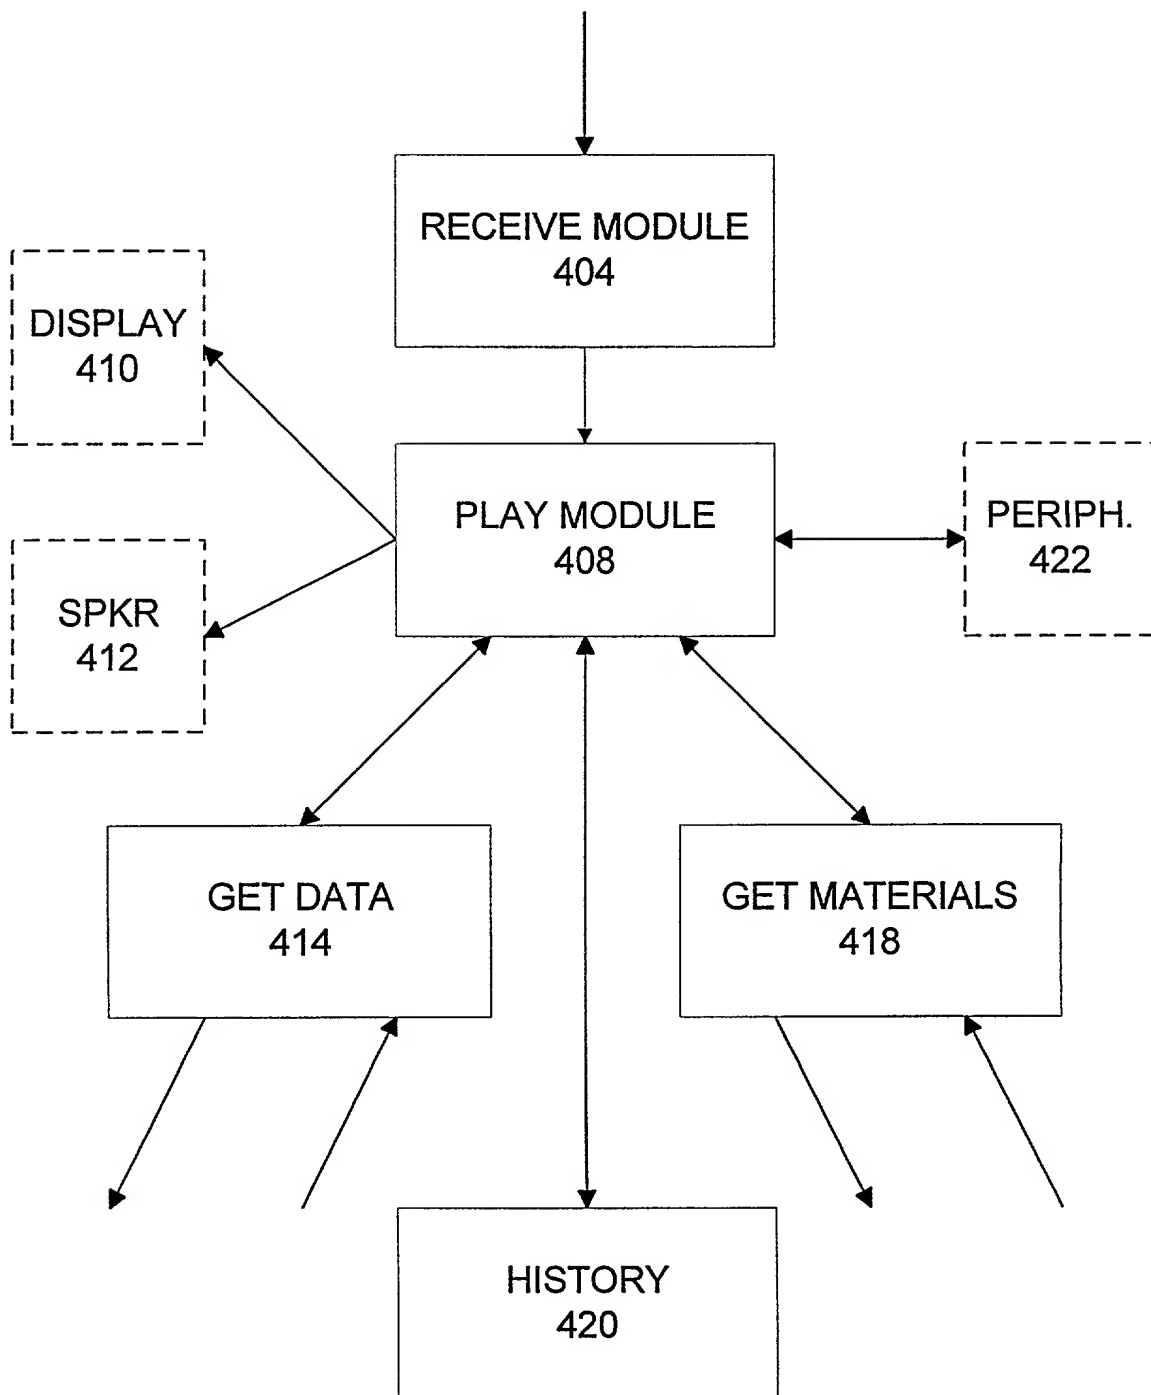 RECEIVE MODULE
404
DISPLAY
410
PLAY MODULE
408
PERIPH.
422
SPKR
412
GET DATA
414
GET MATERIALS
418
HISTORY
420